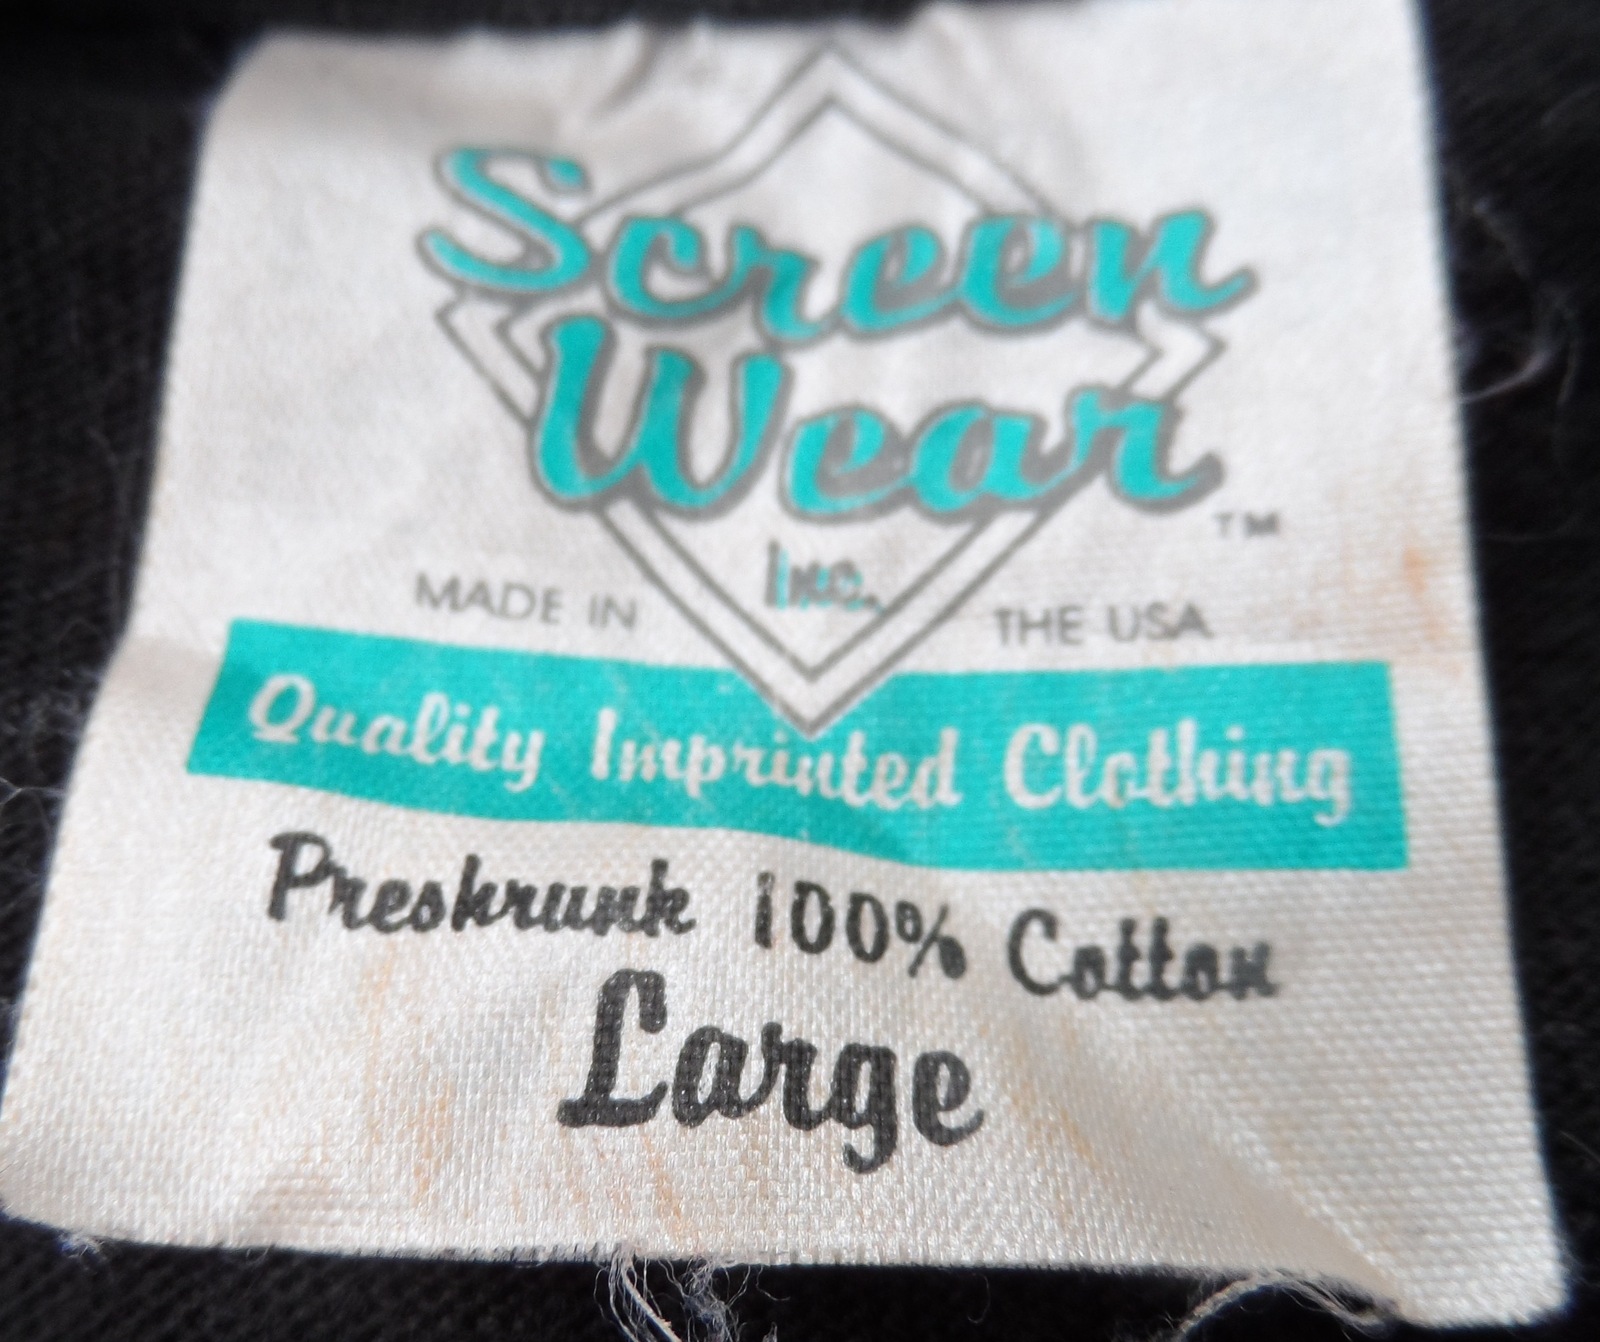 Screen
Wear
TM
Inc.
MADE IN THE USA
Quality Imprinted Clothing
Preshrunk 100% Cotton
Large